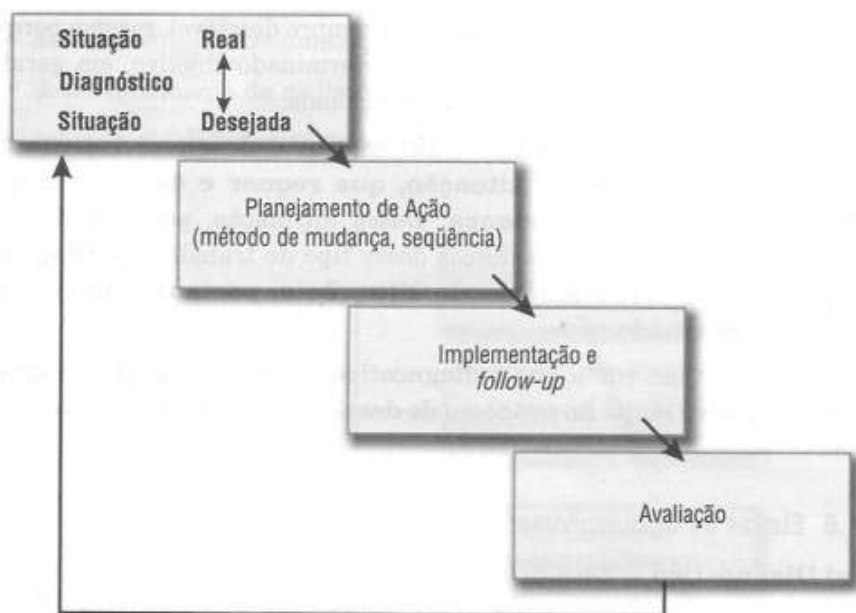 Situação Real
Diagnóstico
Situação Desejada
Planejamento de Ação
(método de mudança, seqüência)
Implementação e
follow-up
Avaliação